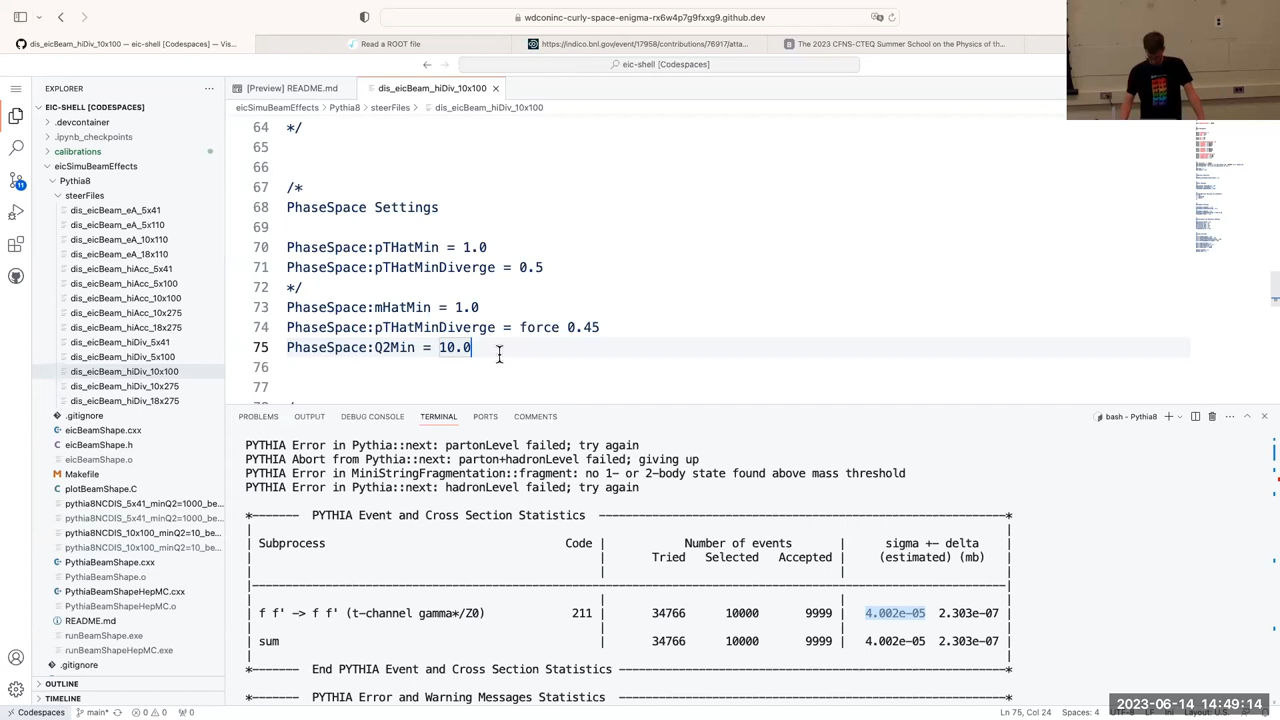 wdconinc-curly-space-enigma-rx6w4p7g9fxxg9.github.dev
dis_eicBeam_hiDiv_10x100 — eic-shell [Codespaces] — Vis...
Read a ROOT file
https://indico.bnl.gov/event/17958/contributions/76917/atta...
The 2023 CFNS-CTEQ Summer School on the Physics of th...
eic-shell [Codespaces]
EXPLORER
EIC-SHELL [CODESPACES]
.devcontainer
.ipynb_checkpoints
calibrations
eicSimuBeamEffects
Pythia8
steerFiles
dis_eicBeam_eA_5x41
dis_eicBeam_eA_5x110
dis_eicBeam_eA_10x110
dis_eicBeam_eA_18x110
dis_eicBeam_hiAcc_5x41
dis_eicBeam_hiAcc_5x100
dis_eicBeam_hiAcc_10x100
dis_eicBeam_hiAcc_10x275
dis_eicBeam_hiAcc_18x275
dis_eicBeam_hiDiv_5x41
dis_eicBeam_hiDiv_5x100
dis_eicBeam_hiDiv_10x100
dis_eicBeam_hiDiv_10x275
dis_eicBeam_hiDiv_18x275
.gitignore
eicBeamShape.cxx
eicBeamShape.h
eicBeamShape.o
Makefile
plotBeamShape.C
pythia8NCDIS_5x41_minQ2=1000_be...
pythia8NCDIS_5x41_minQ2=1000_be...
pythia8NCDIS_10x100_minQ2=10_be...
pythia8NCDIS_10x100_minQ2=10_be...
PythiaBeamShape.cxx
PythiaBeamShape.o
PythiaBeamShapeHepMC.cxx
PythiaBeamShapeHepMC.o
README.md
runBeamShape.exe
runBeamShapeHepMC.exe
.gitignore
OUTLINE
TIMELINE
11
[Preview] README.md
dis_eicBeam_hiDiv_10x100
eicSimuBeamEffects > Pythia8 > steerFiles > dis_eicBeam_hiDiv_10x100
64 */
65
66
67 /*
68 PhaseSpace Settings
69
70 PhaseSpace:pTHatMin = 1.0
71 PhaseSpace:pTHatMinDiverge = 0.5
72 */
73 PhaseSpace:mHatMin = 1.0
74 PhaseSpace:pTHatMinDiverge = force 0.45
75 PhaseSpace:Q2Min = 10.0
76
77
PROBLEMS OUTPUT DEBUG CONSOLE TERMINAL PORTS COMMENTS
bash - Pythia8
PYTHIA Error in Pythia::next: partonLevel failed; try again
PYTHIA Abort from Pythia::next: parton+hadronLevel failed; giving up
PYTHIA Error in MiniStringFragmentation::fragment: no 1- or 2-body state found above mass threshold
PYTHIA Error in Pythia::next: hadronLevel failed; try again
*------- PYTHIA Event and Cross Section Statistics -------------------------------------------------------------*
| Subprocess Code | Number of events | sigma +- delta |
| | Tried Selected Accepted | (estimated) (mb) |
| f f' -> f f' (t-channel gamma*/Z0) 211 | 34766 10000 9999 | 4.002e-05 2.303e-07 |
| sum | 34766 10000 9999 | 4.002e-05 2.303e-07 |
*------- End PYTHIA Event and Cross Section Statistics ----------------------------------------------------------*
*------- PYTHIA Error and Warning Messages Statistics ----------------------------------------------------------*
Codespaces main* 0 0 0
Ln 75, Col 24 Spaces: 4
2023-06-14 14:49:14